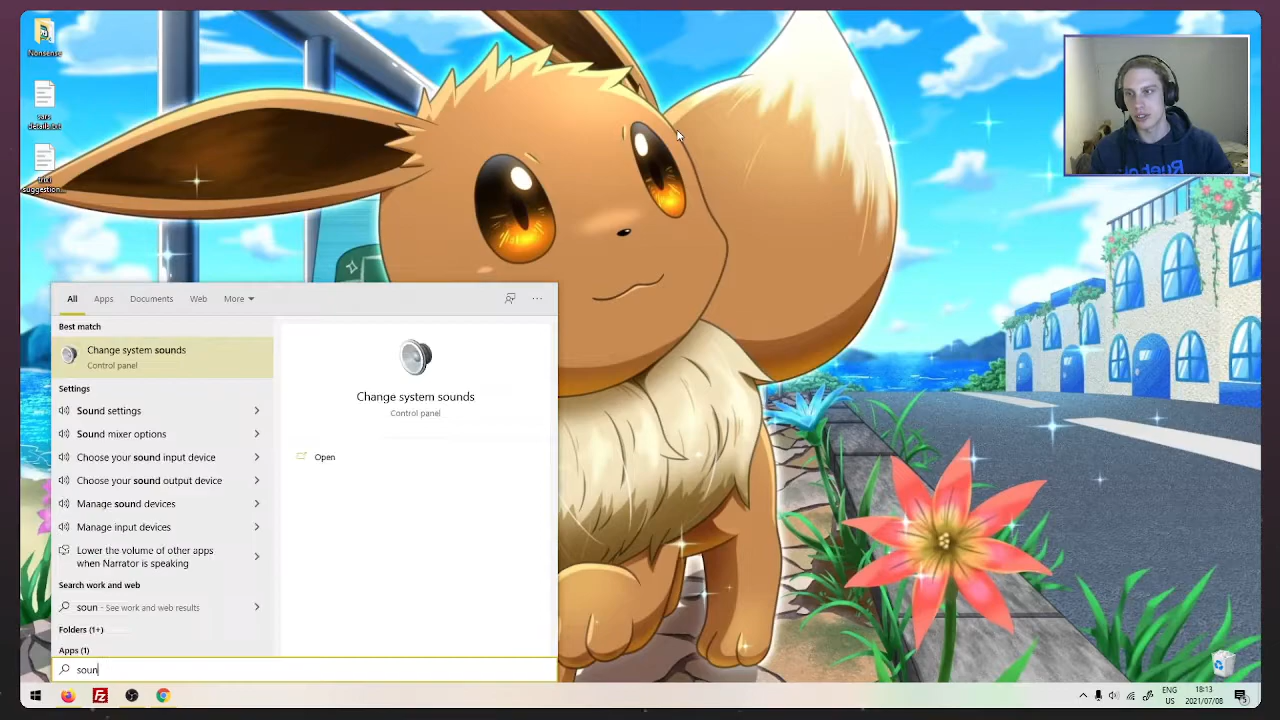 Nonsense
suggestion...
All
Apps
Documents
Web
More
Best match
Change system sounds
Control panel
Settings
Sound settings
Sound mixer options
Choose your sound input device
Choose your sound output device
Manage sound devices
Manage input devices
Lower the volume of other apps
when Narrator is speaking
Search work and web
soun - See work and web results
Folders (1+)
Apps (1)
soun
Change system sounds
Control panel
Open
ENG
US
18:13
2021/07/08